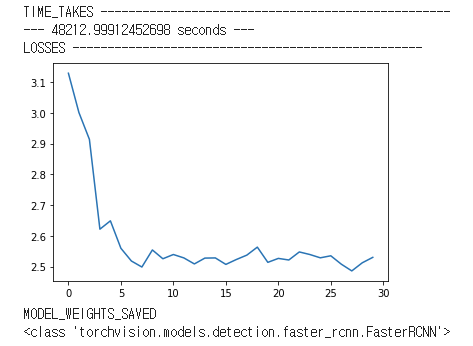 TIME_TAKES --------------------------------------------------
--- 48212.99912452698 seconds ---
LOSSES --------------------------------------------------
3.1
3.0
2.9
2.8
2.7
2.6
2.5
0 5 10 15 20 25 30
MODEL_WEIGHTS_SAVED
<class 'torchvision.models.detection.faster_rcnn.FasterRCNN'>